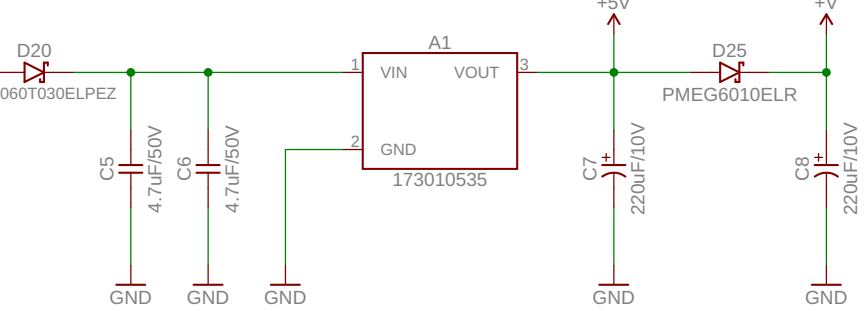 +5V
+V
D20
060T030ELPEZ
A1
1
VIN
VOUT
3
2
GND
173010535
D25
PMEG6010ELR
C5
4.7uF/50V
C6
4.7uF/50V
C7
+
220uF/10V
C8
+
220uF/10V
GND
GND
GND
GND
GND